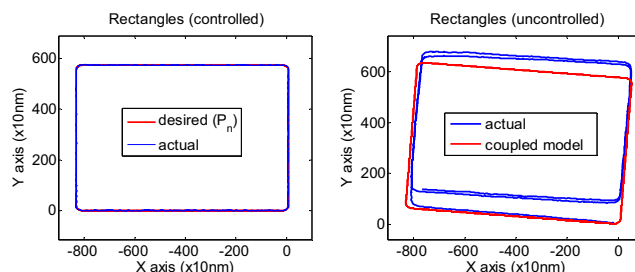 Rectangles (controlled)
Y axis (x10nm)
600
400
200
0
desired (Pn)
actual
-800 -600 -400 -200 0
X axis (x10nm)
Rectangles (uncontrolled)
Y axis (x10nm)
600
400
200
0
actual
coupled model
-800 -600 -400 -200 0
X axis (x10nm)